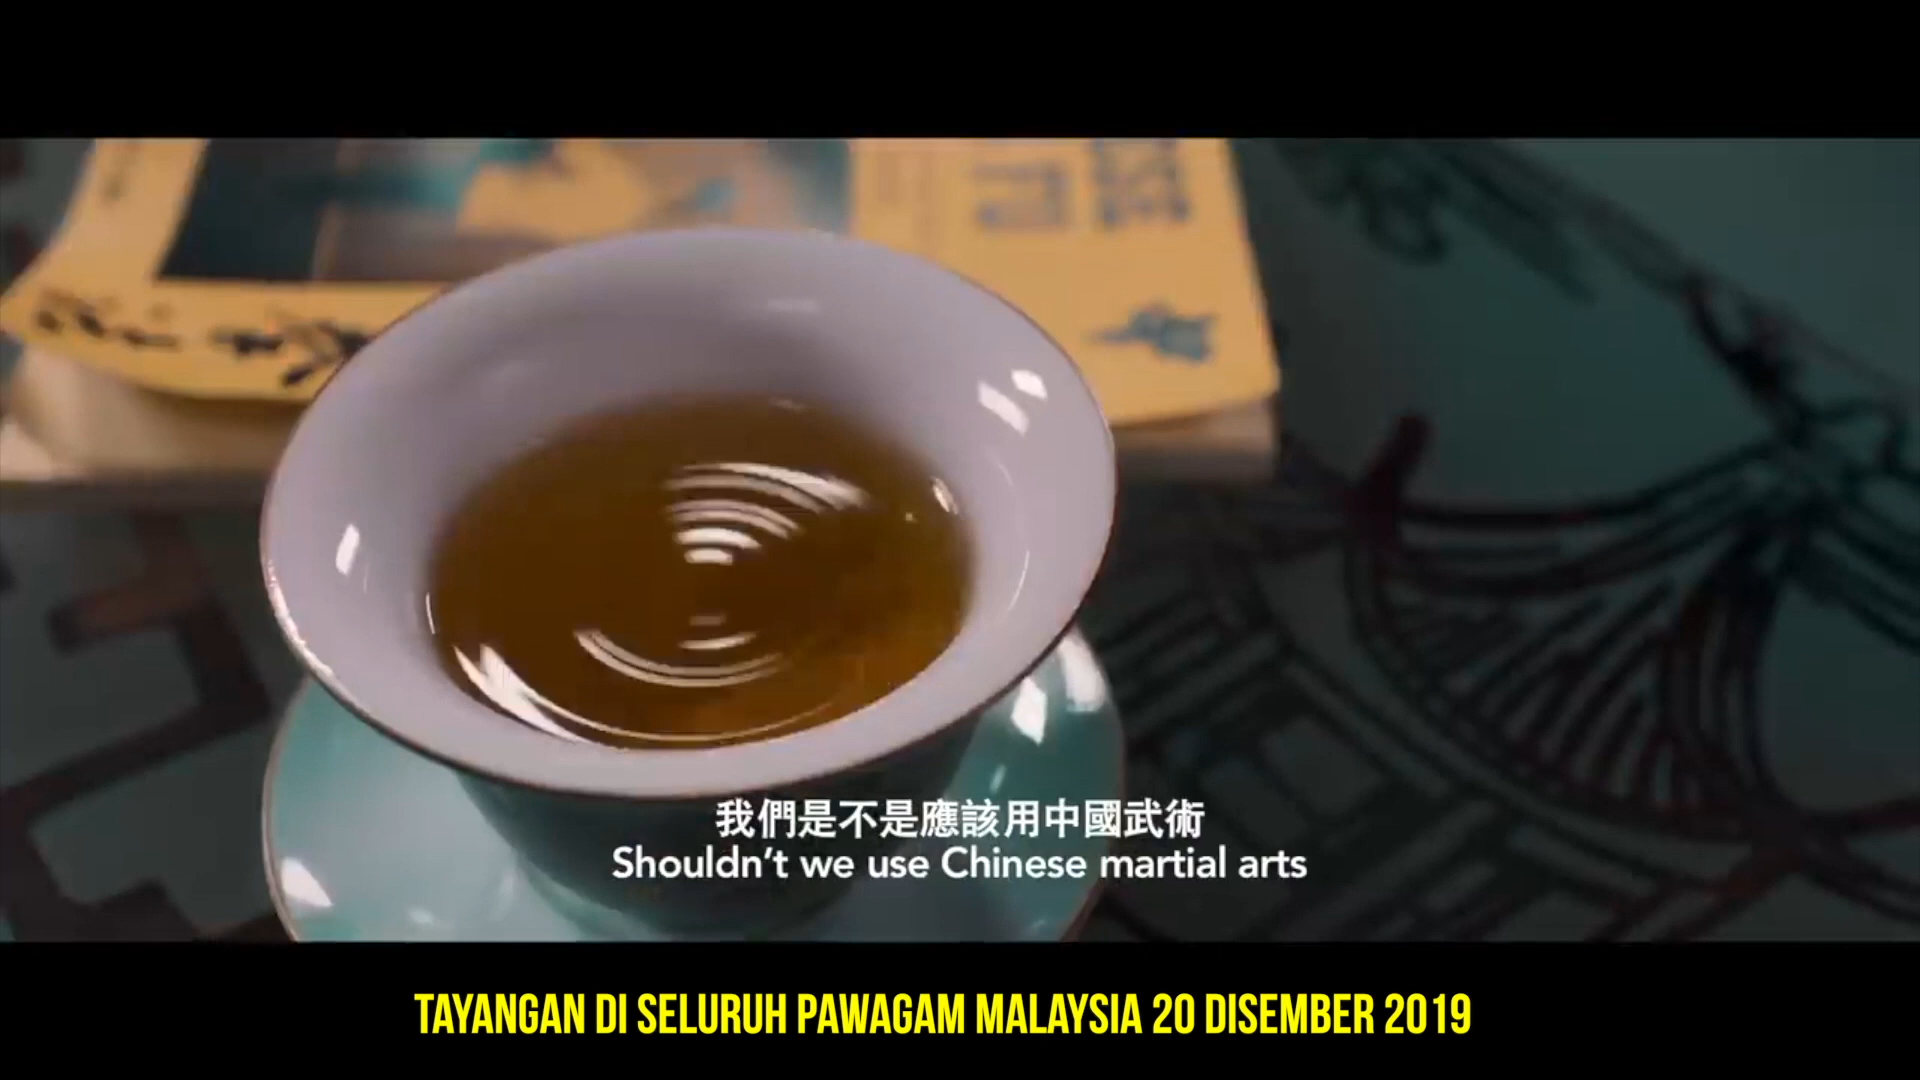 我們是不是應該用中國武術
Shouldn't we use Chinese martial arts
TAYANGAN DI SELURUH PAWAGAM MALAYSIA 20 DISEMBER 2019